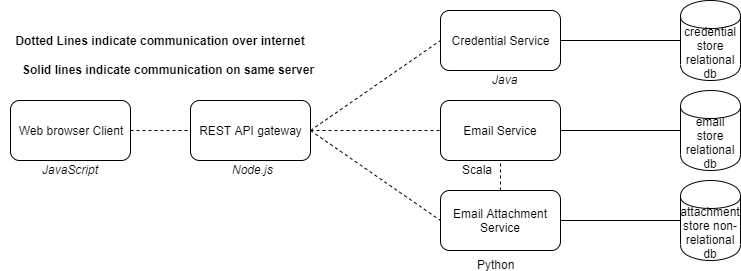 Dotted Lines indicate communication over internet
Solid lines indicate communication on same server
Web browser Client
JavaScript
REST API gateway
Node.js
Credential Service
Java
credential
store
relational
db
Email Service
Scala
email
store
relational
db
Email Attachment
Service
Python
attachment
store non-
relational
db